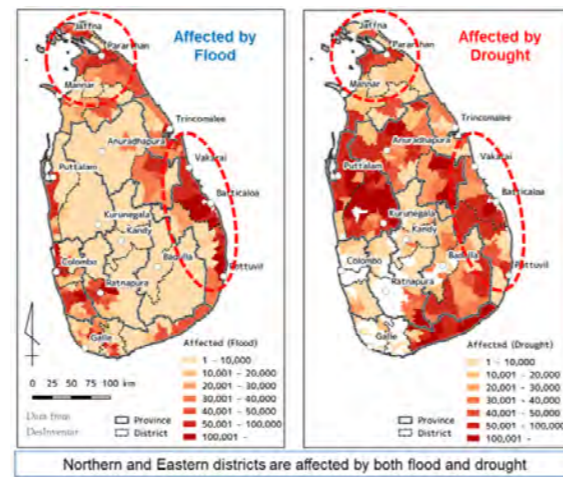 Affected by
Flood
Jaffna
Paranthan
Mannar
Trincomalee
Anuradhapura
Vakarai
Puttalam
Batticaloa
Kurunegala
Kandy
Colombo
Badulla
Pottuvil
Ratnapura
Galle
Affected (Flood)
1 - 10,000
10,001 - 20,000
20,001 - 30,000
30,001 - 40,000
40,001 - 50,000
50,001 - 100,000
100,001 -
0 25 50 75 100 km
Data from
DesInventar
Province
District
Affected by
Drought
Jaffna
Paranthan
Mannar
Trincomalee
Anuradhapura
Vakarai
Puttalam
Batticaloa
Kurunegala
Kandy
Colombo
Badulla
Pottuvil
Ratnapura
Galle
Affected (Drought)
1 - 10,000
10,001 - 20,000
20,001 - 30,000
30,001 - 40,000
40,001 - 50,000
50,001 - 100,000
100,001 -
Province
District
Northern and Eastern districts are affected by both flood and drought